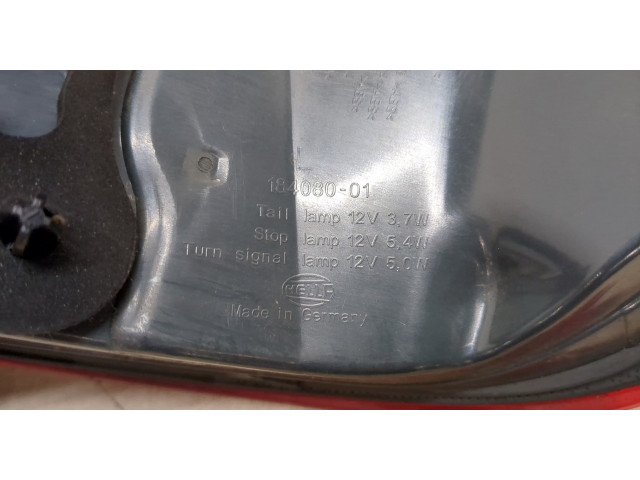 184080-01
Tail lamp 12V 3,7W
Stop lamp 12V 5,4W
Turn signal lamp 12V 5,0W
HELLA
Made in Germany